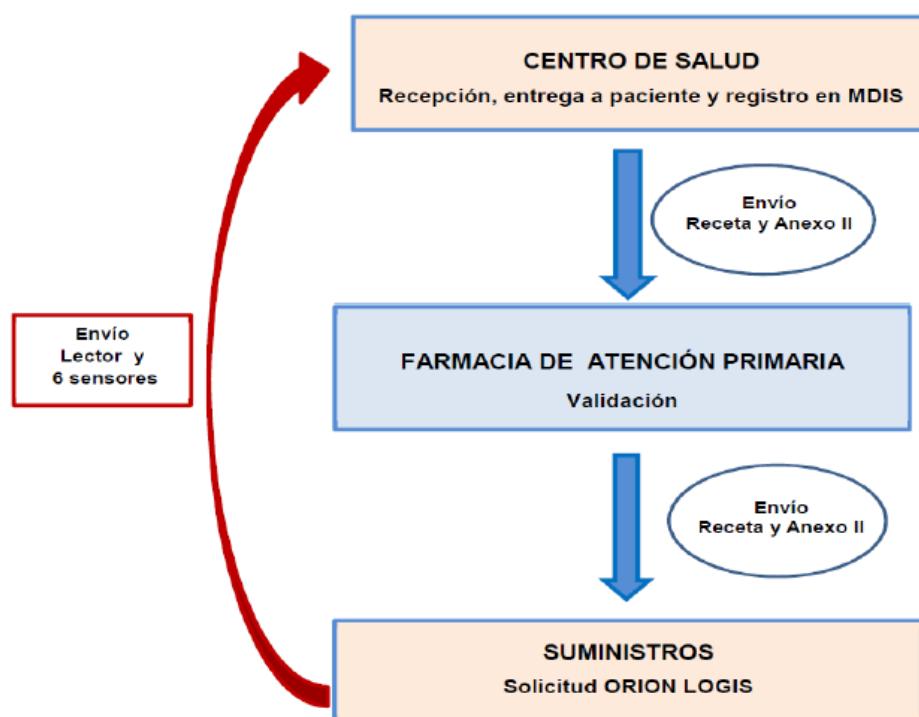 CENTRO DE SALUD
Recepción, entrega a paciente y registro en MDIS
Envío
Receta y Anexo II
Envío
Lector y
6 sensores
FARMACIA DE ATENCIÓN PRIMARIA
Validación
Envío
Receta y Anexo II
SUMINISTROS
Solicitud ORION LOGIS